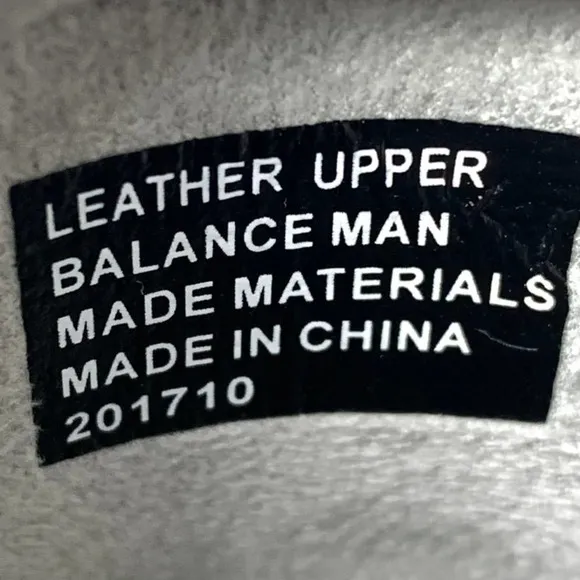 LEATHER UPPER
BALANCE MAN
MADE MATERIALS
MADE IN CHINA
201710